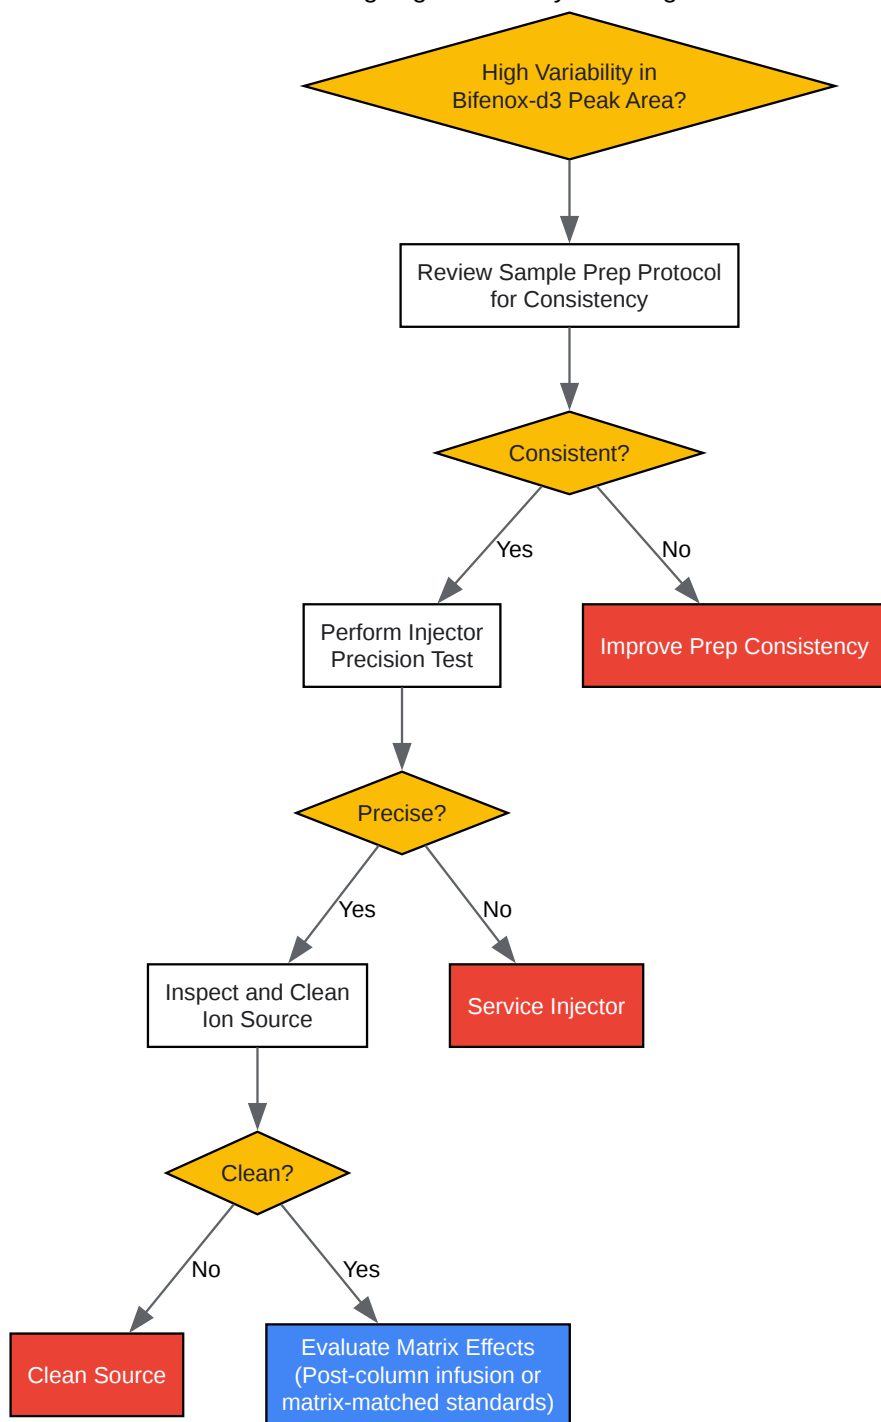 High Variability in
Bifenox-d3 Peak Area?
Review Sample Prep Protocol
for Consistency
Consistent?
Yes
No
Perform Injector
Precision Test
Improve Prep Consistency
Precise?
Yes
No
Inspect and Clean
Ion Source
Service Injector
Clean?
No
Yes
Clean Source
Evaluate Matrix Effects
(Post-column infusion or
matrix-matched standards)